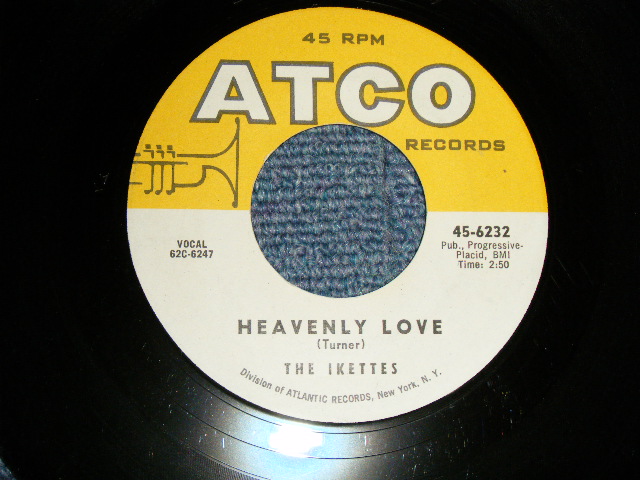 45 RPM
ATCO
RECORDS
VOCAL
62C-6247
45-6232
Pub., Progressive-
Placid, BMI
Time: 2:50
HEAVENLY LOVE
(Turner)
THE IKETTES
Division of ATLANTIC RECORDS, New York, N. Y.